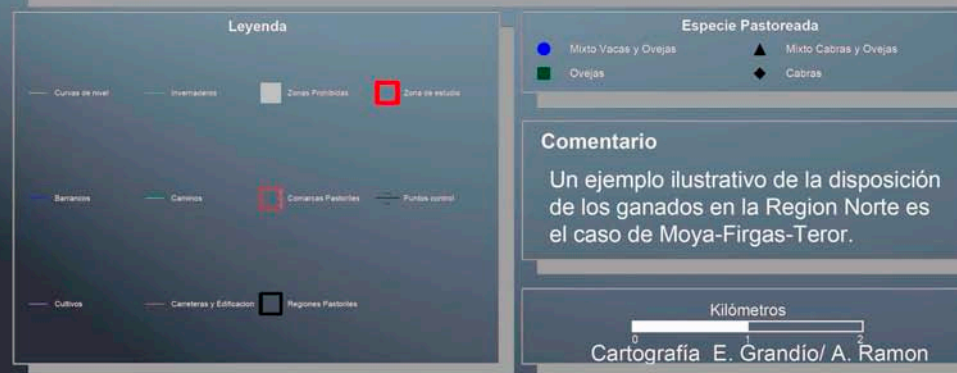 Leyenda
Curvas de nivel
Invernaderos
Zonas Prohibidas
Zona de estudio
Barrancos
Caminos
Comarcas Pastoriles
Puntos control
Cultivos
Carreteras y Edificacion
Regiones Pastoriles
Especie Pastoreada
Mixto Vacas y Ovejas
Mixto Cabras y Ovejas
Ovejas
Cabras
Comentario
Un ejemplo ilustrativo de la disposición
de los ganados en la Region Norte es
el caso de Moya-Firgas-Teror.
Kilómetros
0 1 2
Cartografía E. Grandío/ A. Ramon